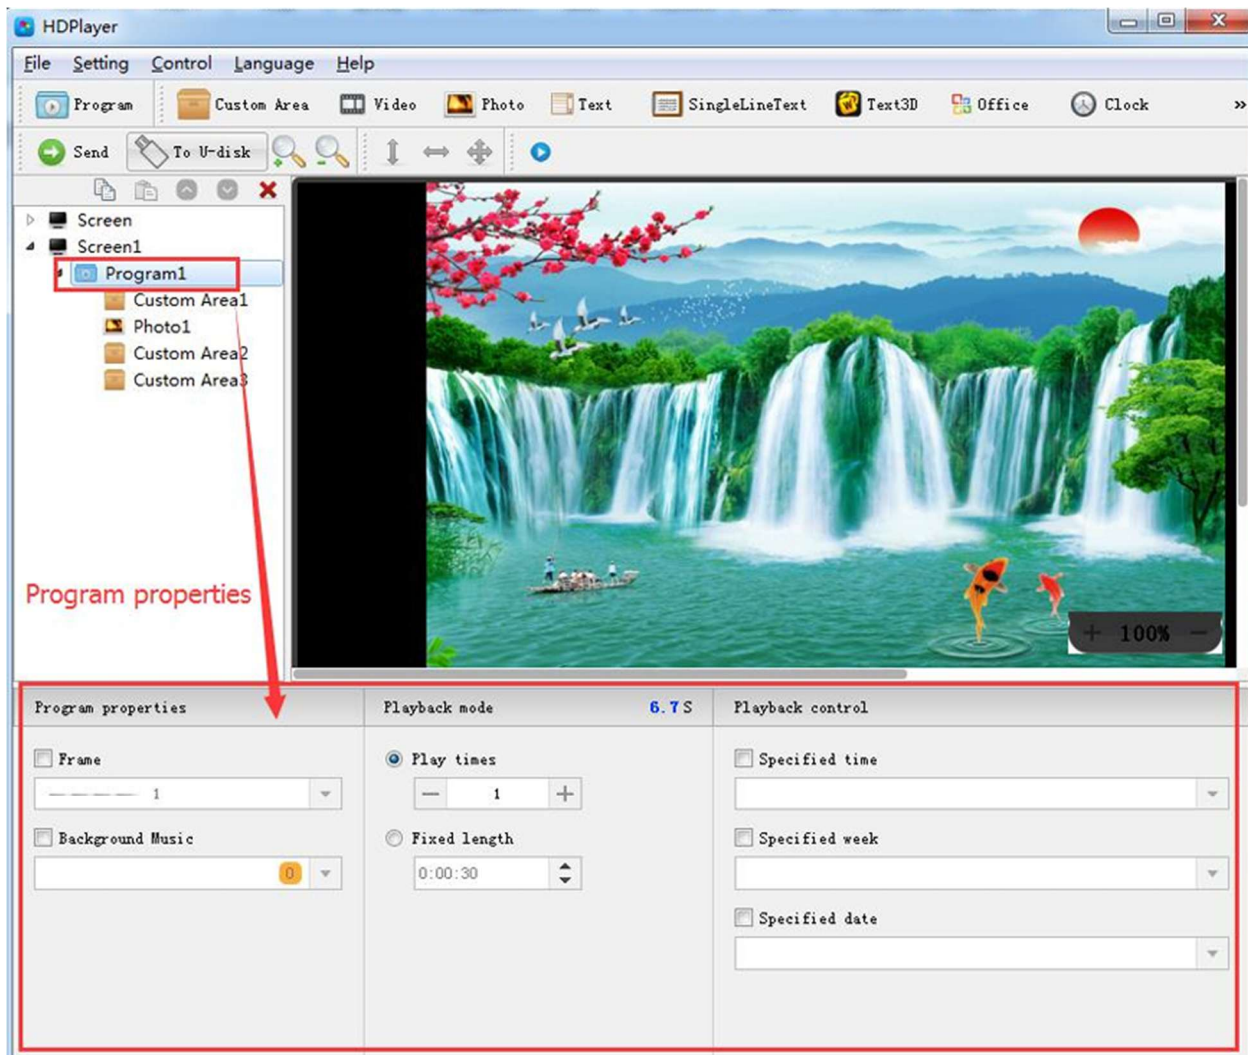 HDPlayer
File Setting Control Language Help
Program Custom Area Video Photo Text SingleLineText Text3D Office Clock »
Send To U-disk
Screen
Screen1
Program1
Custom Area1
Photo1
Custom Area2
Custom Area3
Program properties
+ 100% −
Program properties Playback mode 6.7S Playback control
Frame Play times Specified time
1 − 1 +
Background Music Fixed length Specified week
0 0:00:30
Specified date